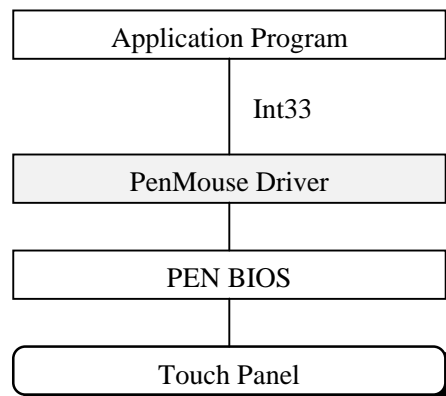 Application Program
Int33
PenMouse Driver
PEN BIOS
Touch Panel